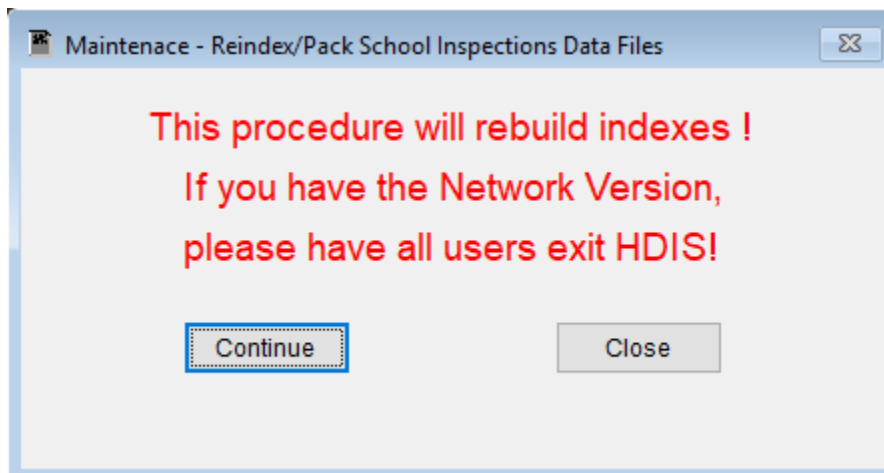 Maintenace - Reindex/Pack School Inspections Data Files
This procedure will rebuild indexes !
If you have the Network Version,
please have all users exit HDIS!
Continue
Close